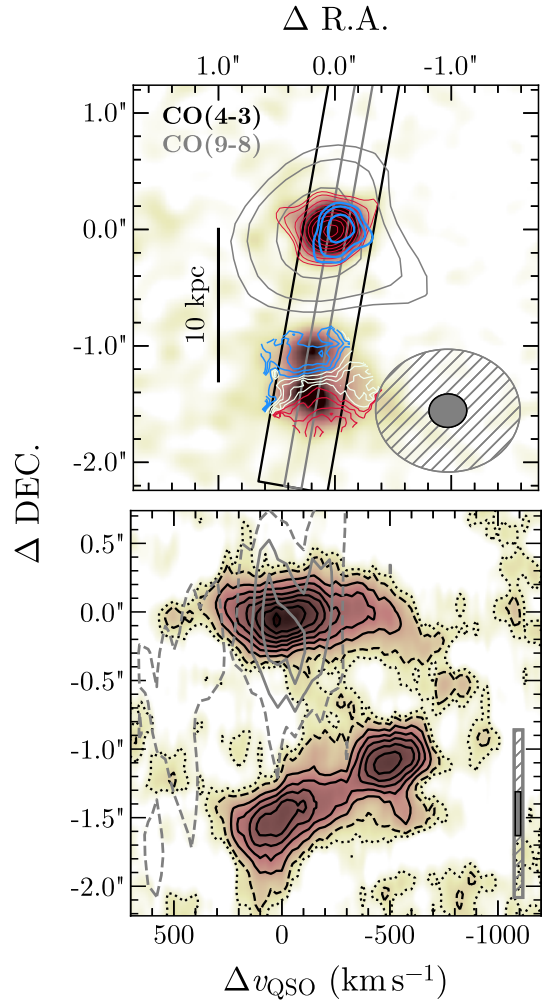 Δ R.A.
1.0" 0.0" -1.0"
CO(4-3)
CO(9-8)
1.0"
0.0"
10 kpc
-1.0"
-2.0"
Δ DEC.
0.5"
0.0"
-0.5"
-1.0"
-1.5"
-2.0"
500 0 -500 -1000
Δv_QSO (km s⁻¹)